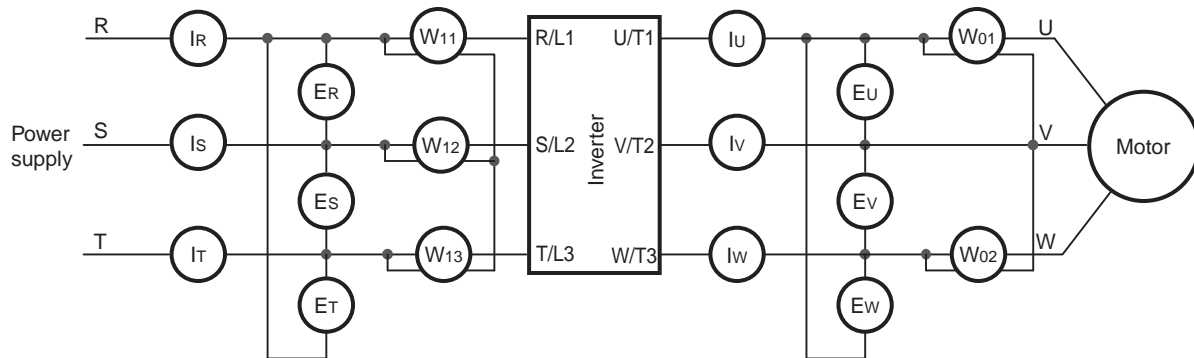 R IR W11 R/L1 U/T1 IU W01 U
ER EU
Power supply
S IS W12 S/L2 Inverter V/T2 IV V Motor
ES EV
T IT W13 T/L3 W/T3 IW W02 W
ET EW